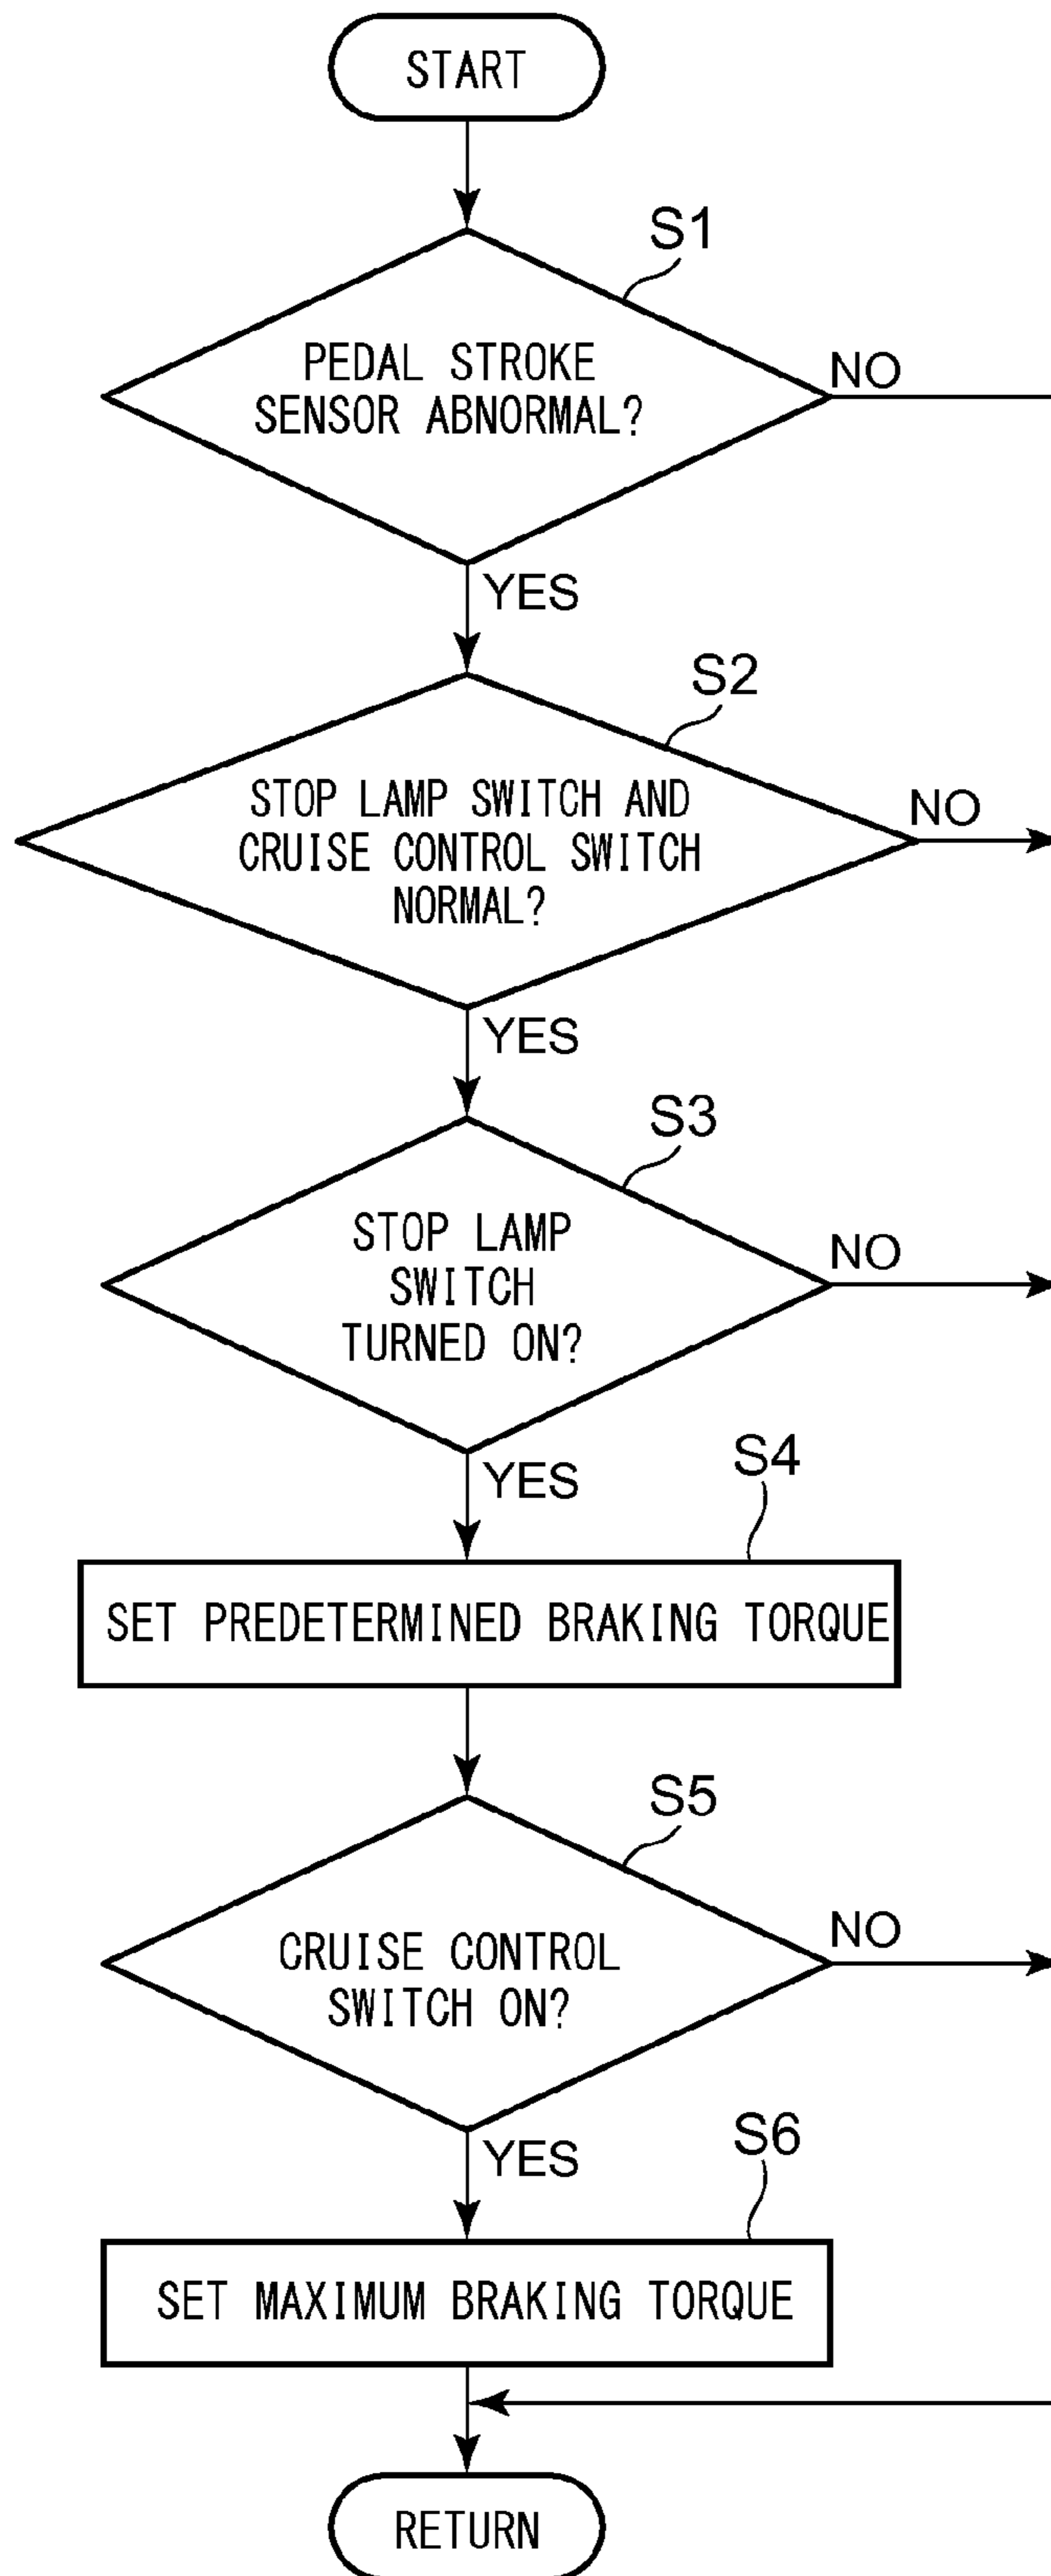 START
S1
PEDAL STROKE
SENSOR ABNORMAL?
NO
YES
S2
STOP LAMP SWITCH AND
CRUISE CONTROL SWITCH
NORMAL?
NO
YES
S3
STOP LAMP
SWITCH
TURNED ON?
NO
YES
S4
SET PREDETERMINED BRAKING TORQUE
S5
CRUISE CONTROL
SWITCH ON?
NO
YES
S6
SET MAXIMUM BRAKING TORQUE
RETURN